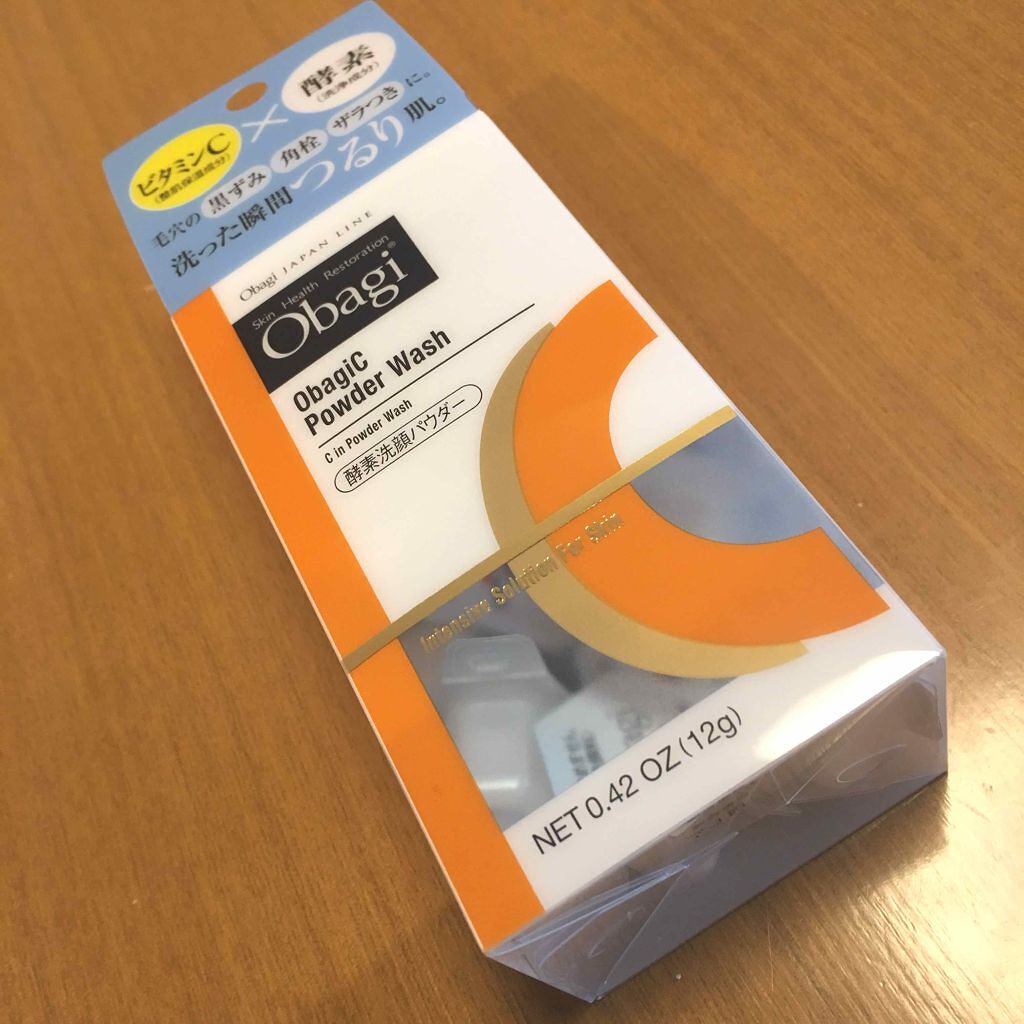 ビタミンC
(整肌保湿成分)
×
酵素
(洗浄成分)
毛穴の 黒ずみ 角栓 ザラつき に。
洗った瞬間つるり肌。
Obagi JAPAN LINE
Skin Health Restoration
Obagi®
ObagiC
Powder Wash
C in Powder Wash
酵素洗顔パウダー
Intensive Solution For Skin
NET 0.42 OZ (12g)